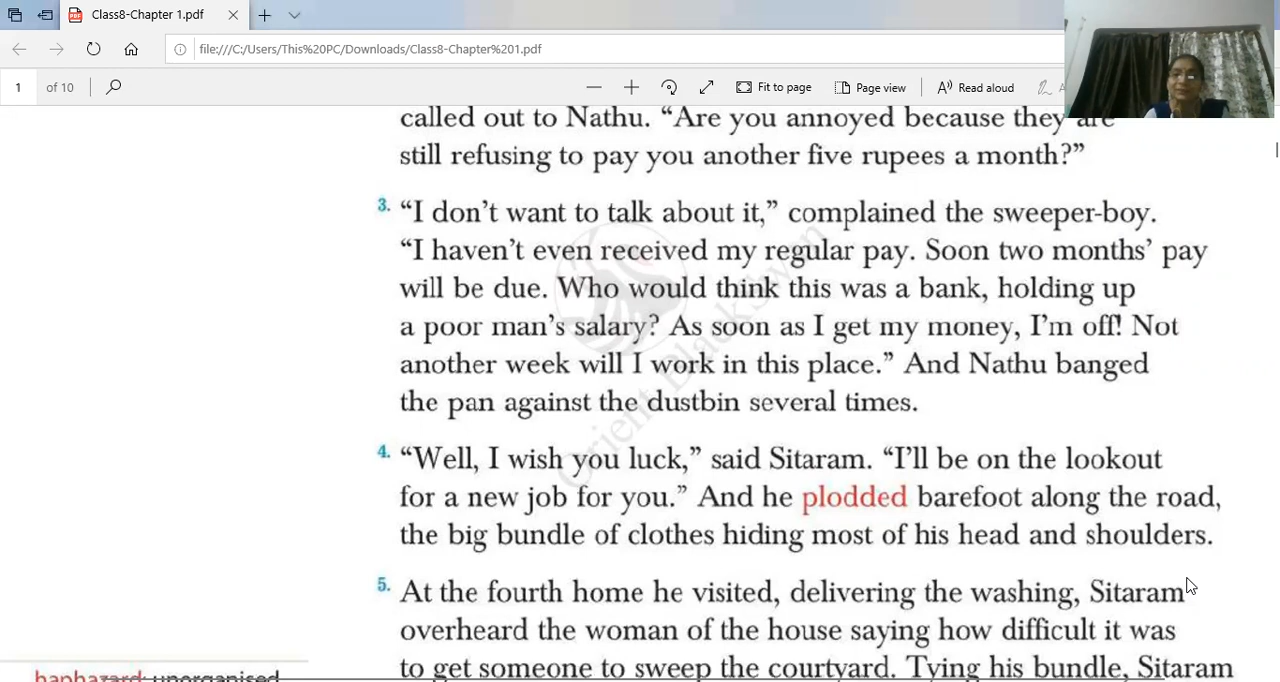 Class8-Chapter 1.pdf
file:///C:/Users/This%20PC/Downloads/Class8-Chapter%201.pdf
1 of 10 Fit to page Page view A Read aloud
called out to Nathu. “Are you annoyed because they are
still refusing to pay you another five rupees a month?”
3. “I don’t want to talk about it,” complained the sweeper-boy.
“I haven’t even received my regular pay. Soon two months’ pay
will be due. Who would think this was a bank, holding up
a poor man’s salary? As soon as I get my money, I’m off! Not
another week will I work in this place.” And Nathu banged
the pan against the dustbin several times.
4. “Well, I wish you luck,” said Sitaram. “I’ll be on the lookout
for a new job for you.” And he plodded barefoot along the road,
the big bundle of clothes hiding most of his head and shoulders.
5. At the fourth home he visited, delivering the washing, Sitaram
overheard the woman of the house saying how difficult it was
to get someone to sweep the courtyard. Tying his bundle, Sitaram
haphazard: unorganised
Orient BlackSwan